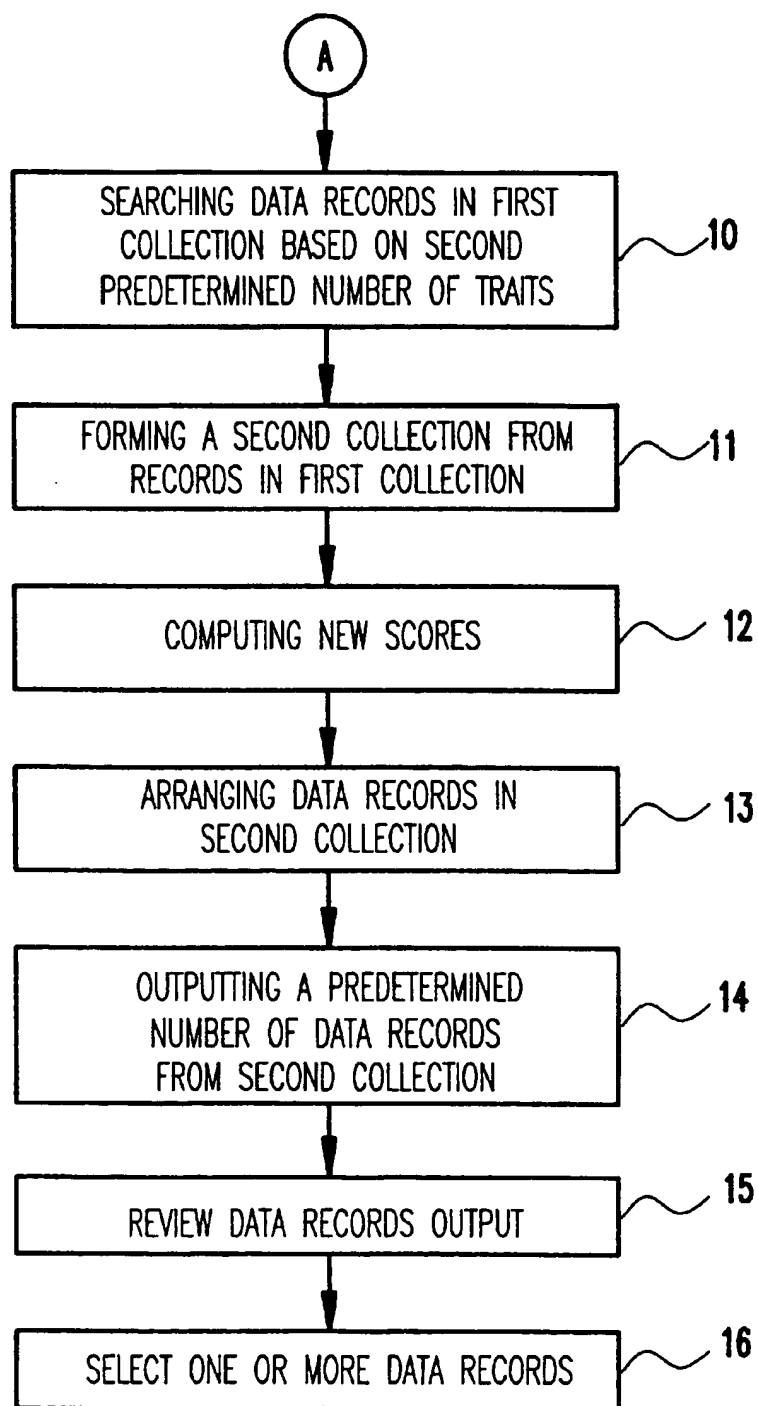 A
SEARCHING DATA RECORDS IN FIRST
COLLECTION BASED ON SECOND
PREDETERMINED NUMBER OF TRAITS
10
FORMING A SECOND COLLECTION FROM
RECORDS IN FIRST COLLECTION
11
COMPUTING NEW SCORES
12
ARRANGING DATA RECORDS IN
SECOND COLLECTION
13
OUTPUTTING A PREDETERMINED
NUMBER OF DATA RECORDS
FROM SECOND COLLECTION
14
REVIEW DATA RECORDS OUTPUT
15
SELECT ONE OR MORE DATA RECORDS
16